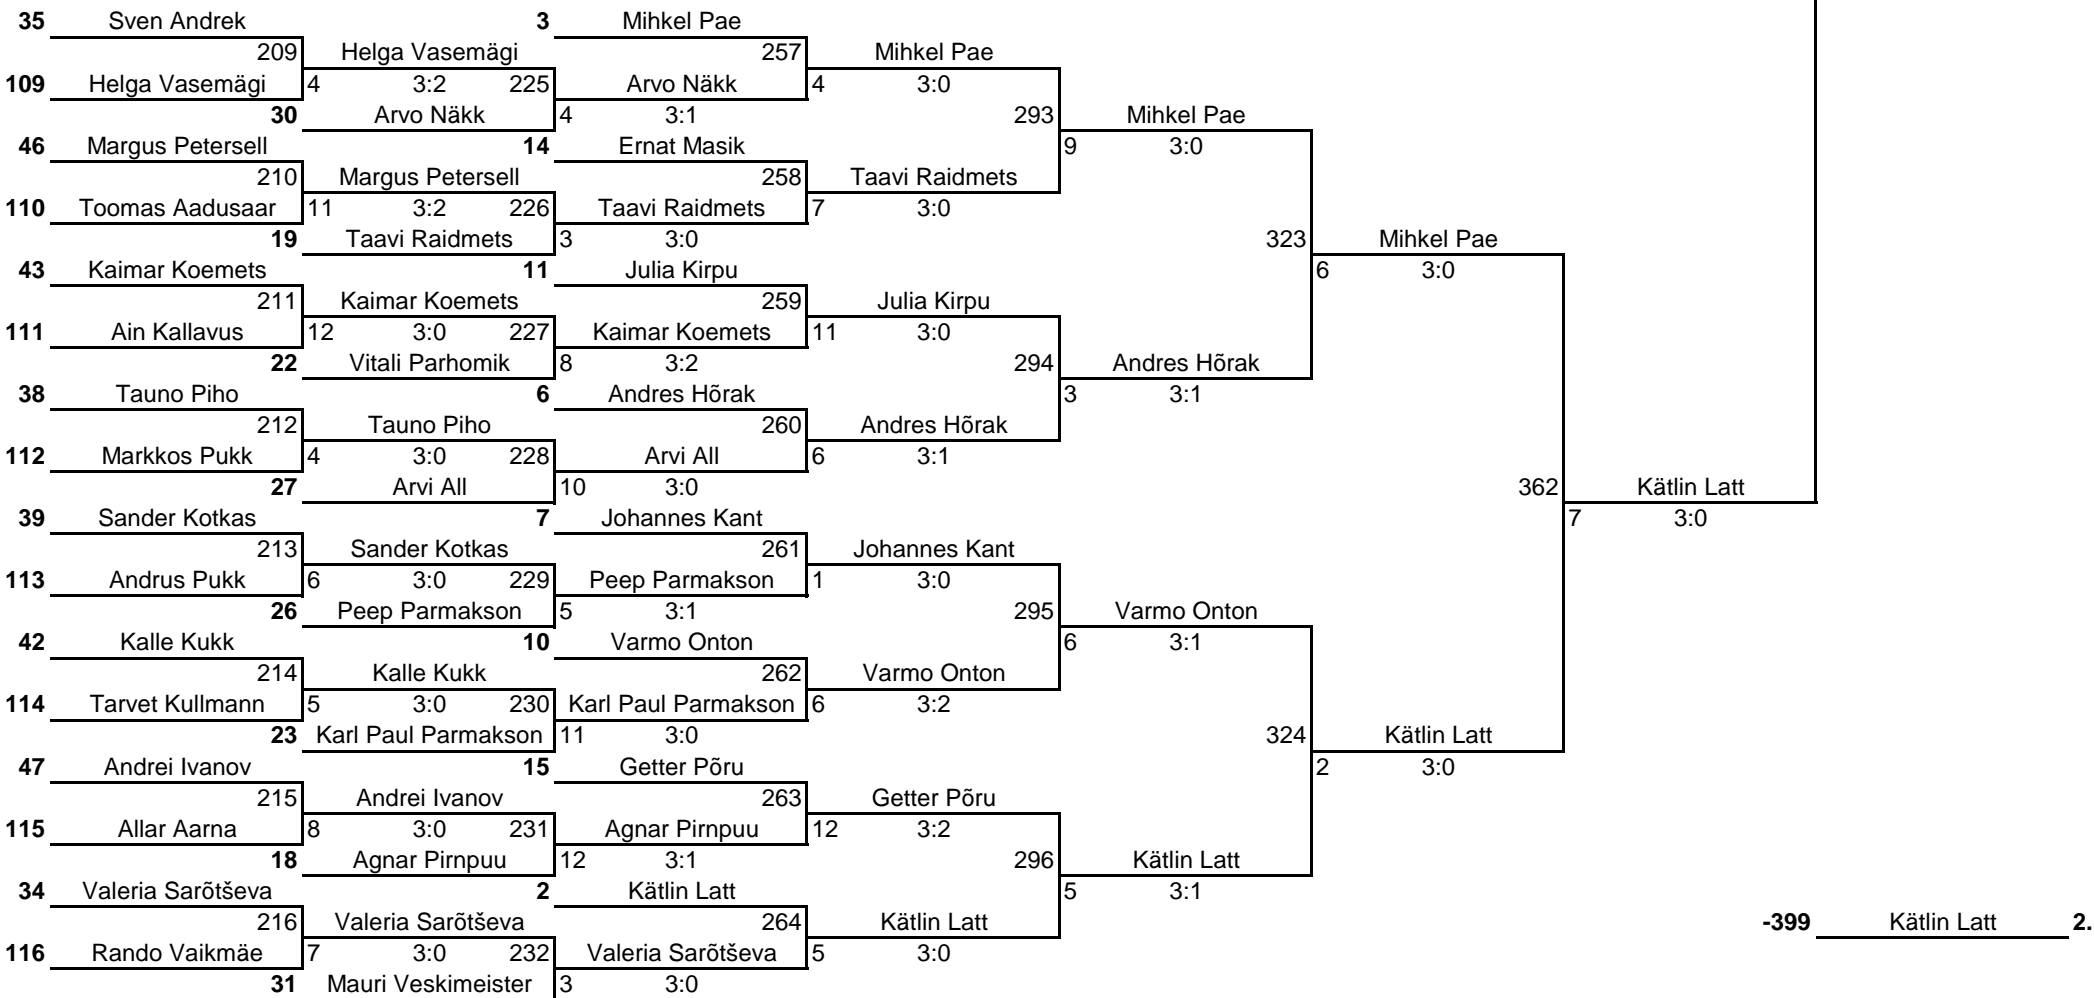 35 Sven Andrek 3 Mihkel Pae
209 Helga Vasemägi 257 Mihkel Pae
109 Helga Vasemägi 4 3:2 225 Arvo Näkk 4 3:0
30 Arvo Näkk 4 3:1 293 Mihkel Pae
46 Margus Petersell 14 Ernat Masik 9 3:0
210 Margus Petersell 258 Taavi Raidmets
110 Toomas Aadusaar 11 3:2 226 Taavi Raidmets 7 3:0
19 Taavi Raidmets 3 3:0 323 Mihkel Pae
43 Kaimar Koemets 11 Julia Kirpu 6 3:0
211 Kaimar Koemets 259 Julia Kirpu
111 Ain Kallavus 12 3:0 227 Kaimar Koemets 11 3:0
22 Vitali Parhomik 8 3:2 294 Andres Hõrak
38 Tauno Piho 6 Andres Hõrak 3 3:1
212 Tauno Piho 260 Andres Hõrak
112 Markkos Pukk 4 3:0 228 Arvi All 6 3:1
27 Arvi All 10 3:0 362 Kätlin Latt
39 Sander Kotkas 7 Johannes Kant 7 3:0
213 Sander Kotkas 261 Johannes Kant
113 Andrus Pukk 6 3:0 229 Peep Parmakson 1 3:0
26 Peep Parmakson 5 3:1 295 Varmo Onton
42 Kalle Kukk 10 Varmo Onton 6 3:1
214 Kalle Kukk 262 Varmo Onton
114 Tarvet Kullmann 5 3:0 230 Karl Paul Parmakson 6 3:2
23 Karl Paul Parmakson 11 3:0 324 Kätlin Latt
47 Andrei Ivanov 15 Getter Põru 2 3:0
215 Andrei Ivanov 263 Getter Põru
115 Allar Aarna 8 3:0 231 Agnar Pirnpuu 12 3:2
18 Agnar Pirnpuu 12 3:1 296 Kätlin Latt
34 Valeria Sarõtševa 2 Kätlin Latt 5 3:1
216 Valeria Sarõtševa 264 Kätlin Latt -399 Kätlin Latt 2.
116 Rando Vaikmäe 7 3:0 232 Valeria Sarõtševa 5 3:0
31 Mauri Veskimeister 3 3:0